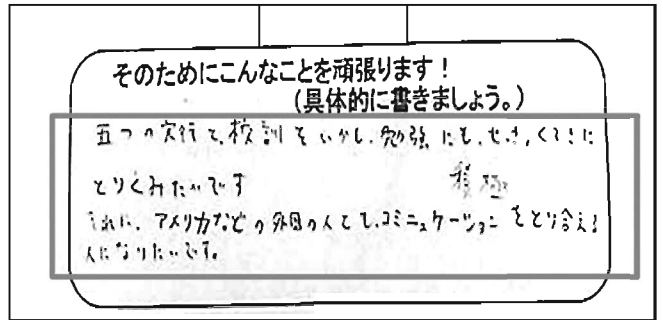 そのためにこんなことを頑張ります!
(具体的に書きましょう。)
五つの実行と、校訓をいかし、勉強にも、せっきくてきに
とりくみたいです
積極
それに、アメリカなどの外国の人とでも、コミニュケーションをとり合える
人になりたいです。